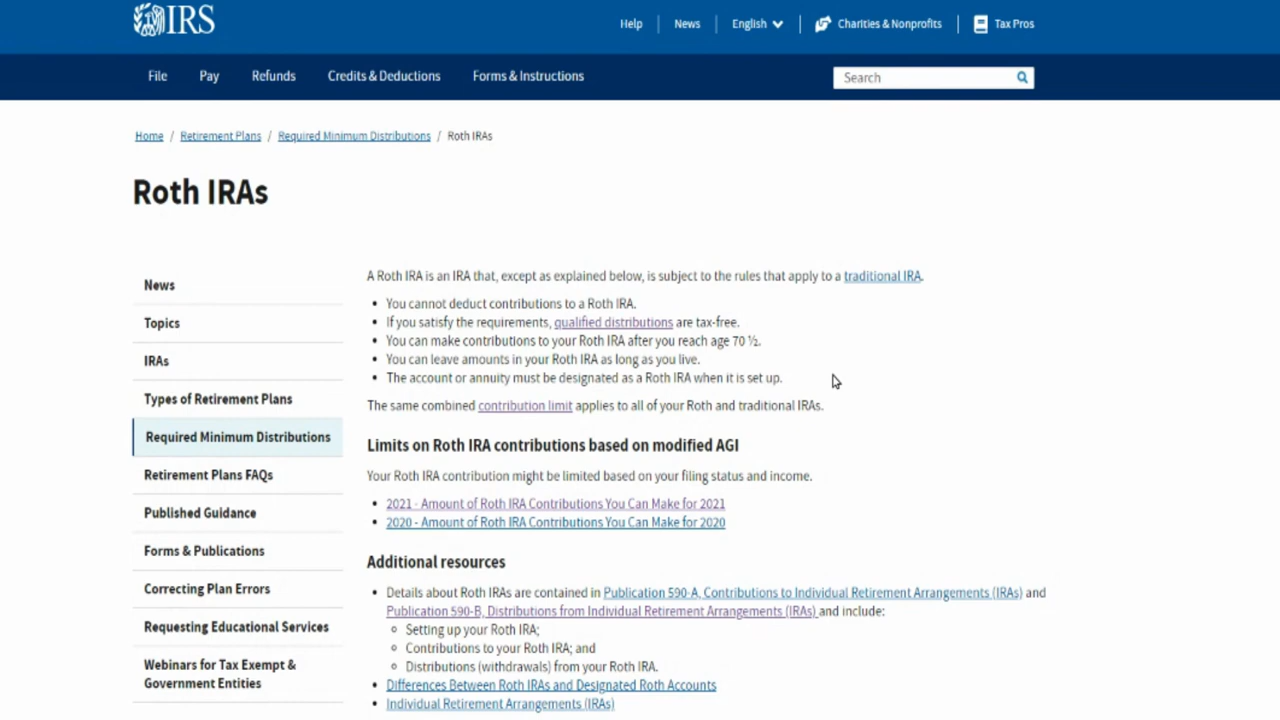 IRS
Help
News
English
Charities & Nonprofits
Tax Pros
File
Pay
Refunds
Credits & Deductions
Forms & Instructions
Search
Home / Retirement Plans / Required Minimum Distributions / Roth IRAs
Roth IRAs
News
Topics
IRAs
Types of Retirement Plans
Required Minimum Distributions
Retirement Plans FAQs
Published Guidance
Forms & Publications
Correcting Plan Errors
Requesting Educational Services
Webinars for Tax Exempt &
Government Entities
A Roth IRA is an IRA that, except as explained below, is subject to the rules that apply to a traditional IRA.
• You cannot deduct contributions to a Roth IRA.
• If you satisfy the requirements, qualified distributions are tax-free.
• You can make contributions to your Roth IRA after you reach age 70 ½.
• You can leave amounts in your Roth IRA as long as you live.
• The account or annuity must be designated as a Roth IRA when it is set up.
The same combined contribution limit applies to all of your Roth and traditional IRAs.
Limits on Roth IRA contributions based on modified AGI
Your Roth IRA contribution might be limited based on your filing status and income.
• 2021 - Amount of Roth IRA Contributions You Can Make for 2021
• 2020 - Amount of Roth IRA Contributions You Can Make for 2020
Additional resources
• Details about Roth IRAs are contained in Publication 590-A, Contributions to Individual Retirement Arrangements (IRAs) and
Publication 590-B, Distributions from Individual Retirement Arrangements (IRAs) and include:
○ Setting up your Roth IRA;
○ Contributions to your Roth IRA; and
○ Distributions (withdrawals) from your Roth IRA.
• Differences Between Roth IRAs and Designated Roth Accounts
• Individual Retirement Arrangements (IRAs)